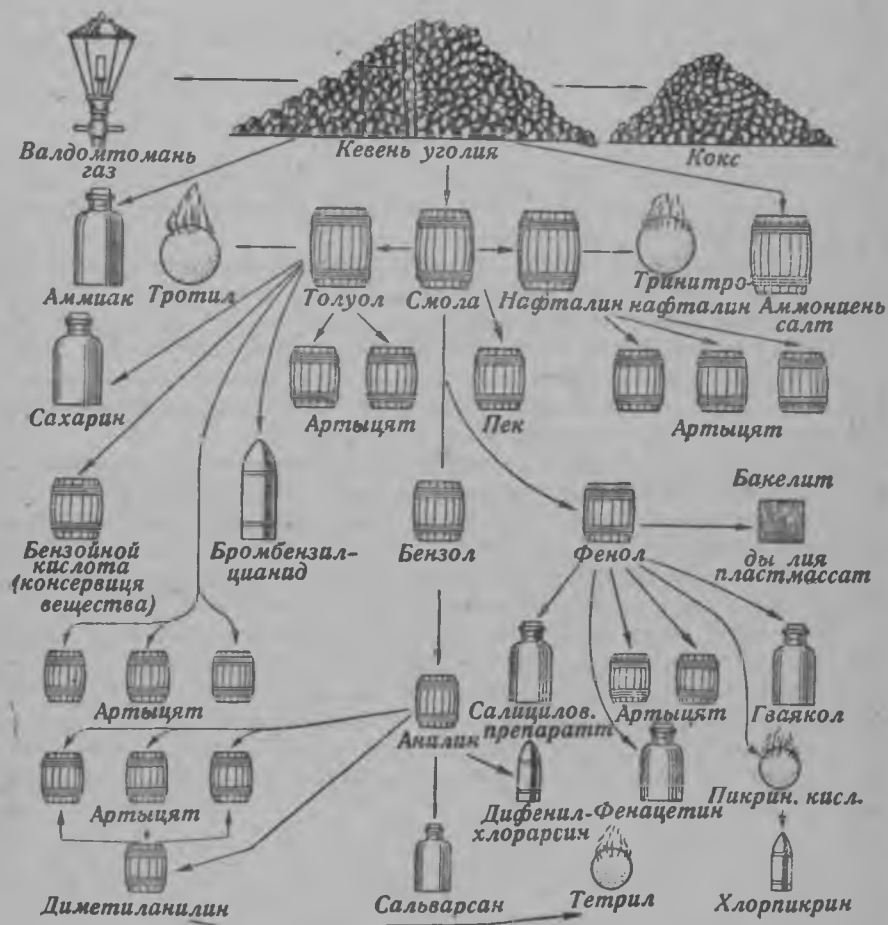 Валдомтомань
газ
Кевень уголия
Кокс
Аммиак
Тротил
Толуол
Смола
Нафталин
Тринитро-
нафталин
Аммониень
салт
Сахарин
Артыцят
Пек
Артыцят
Бензойной
кислота
(консервиця
вещества)
Бромбензил-
цианид
Бензол
Фенол
Бакелит
ды лия
пластмассат
Артыцят
Анилин
Салицилов.
препаратт
Артыцят
Гваякол
Артыцят
Дифенил-
хлорарсин
Фенацетин
Пикрин. кисл.
Диметиланилин
Сальварсан
Тетрил
Хлорпикрин